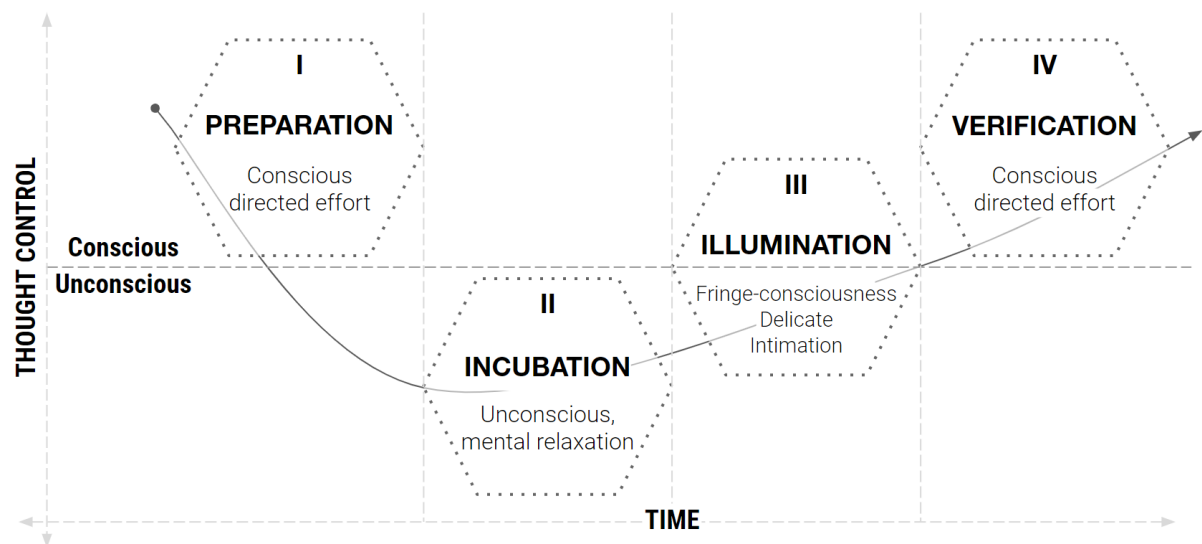 THOUGHT CONTROL
Conscious
Unconscious
I
PREPARATION
Conscious
directed effort
II
INCUBATION
Unconscious,
mental relaxation
III
ILLUMINATION
Fringe-consciousness
Delicate
Intimation
IV
VERIFICATION
Conscious
directed effort
TIME